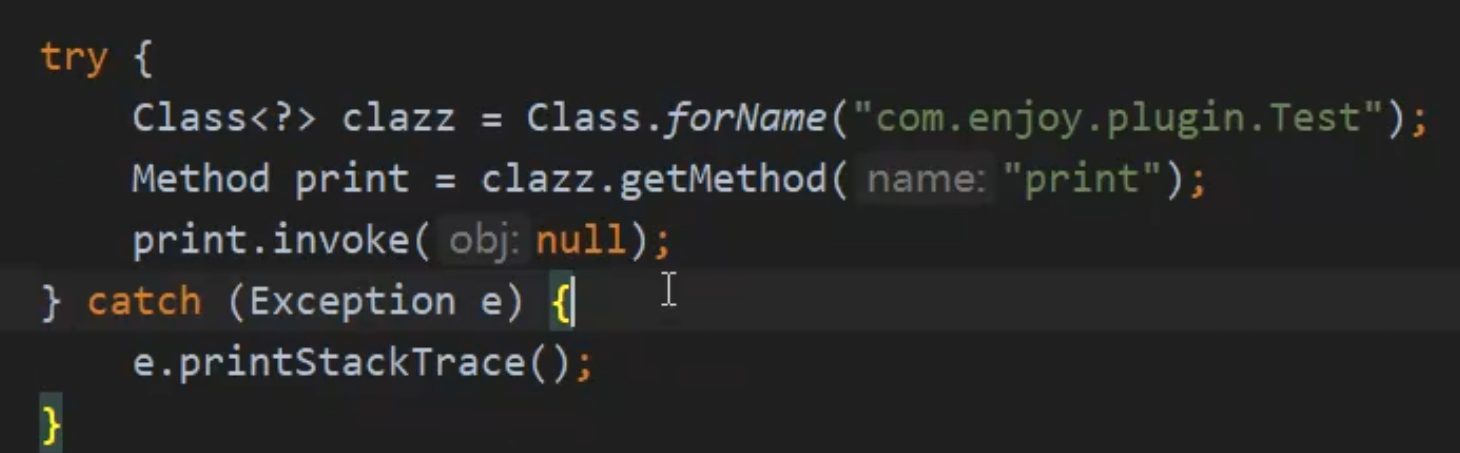 try {
    Class<?> clazz = Class.forName("com.enjoy.plugin.Test");
    Method print = clazz.getMethod( name: "print");
    print.invoke( obj: null);
} catch (Exception e) {
    e.printStackTrace();
}